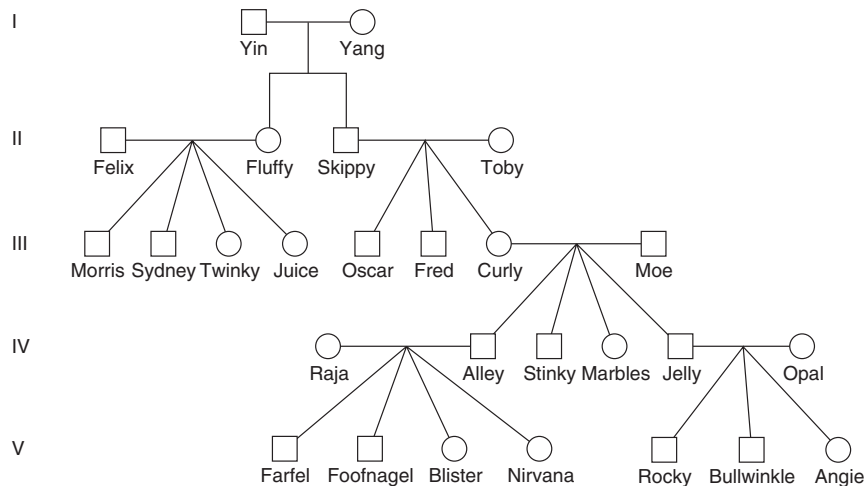 I
Yin Yang
II
Felix Fluffy Skippy Toby
III
Morris Sydney Twinky Juice Oscar Fred Curly Moe
IV
Raja Alley Stinky Marbles Jelly Opal
V
Farfel Foofnagel Blister Nirvana Rocky Bullwinkle Angie